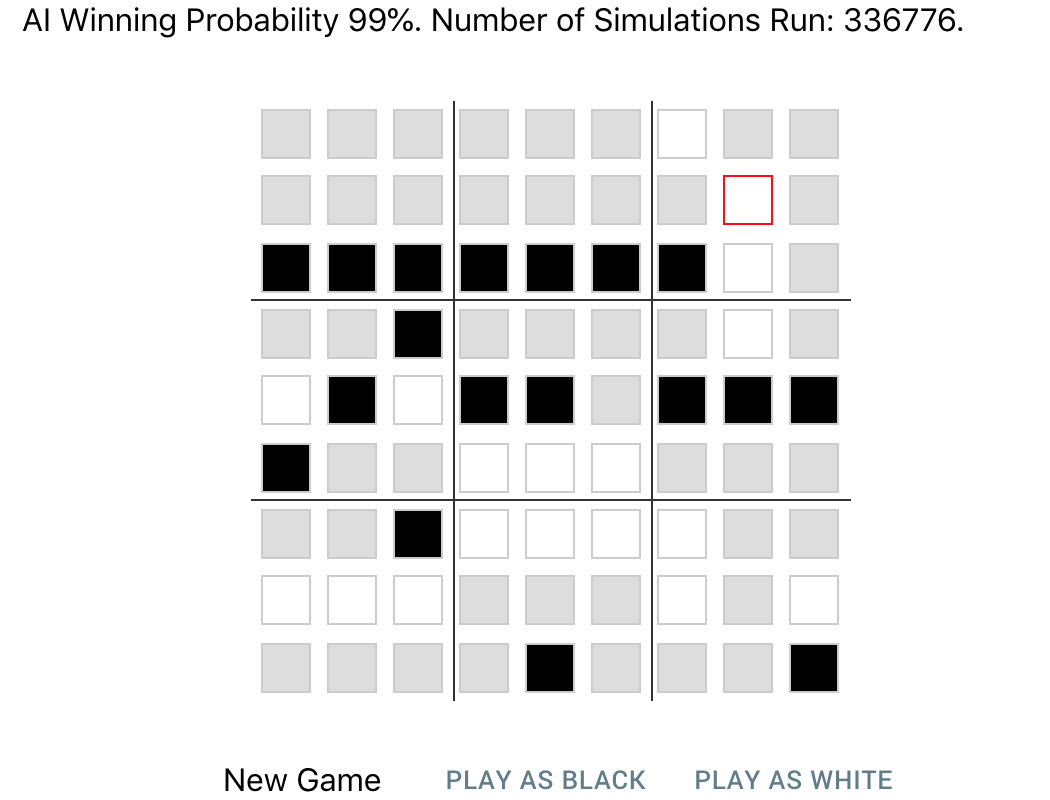 AI Winning Probability 99%. Number of Simulations Run: 336776.
New Game PLAY AS BLACK PLAY AS WHITE